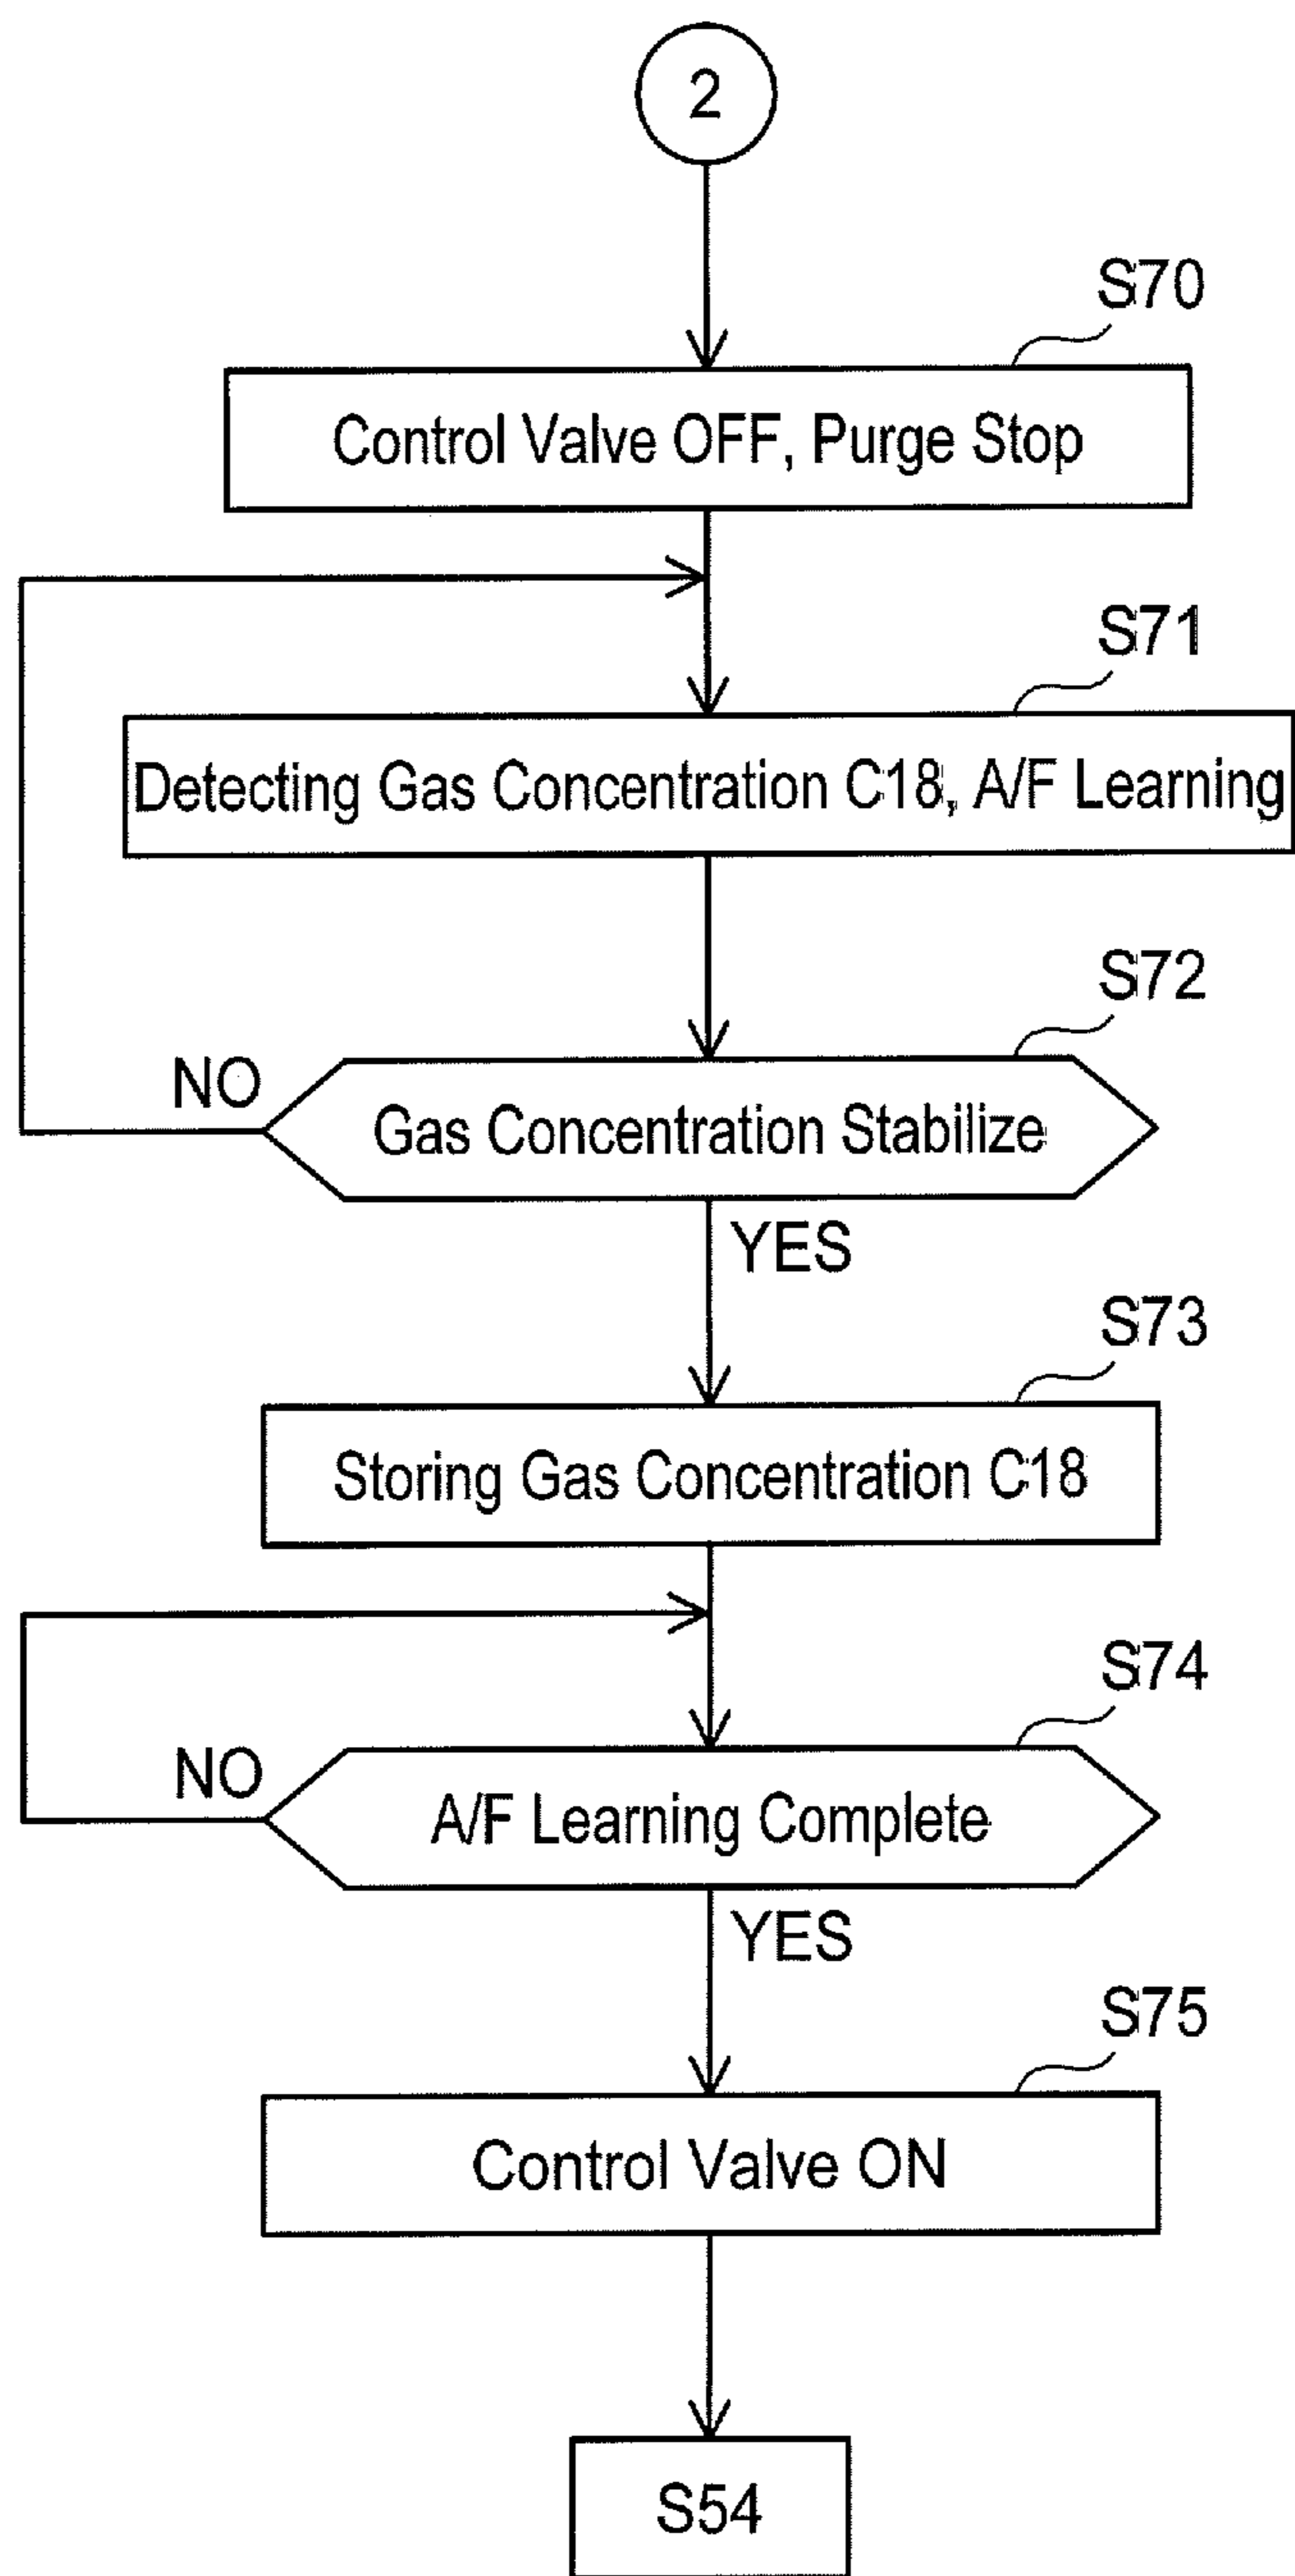 2
S70
Control Valve OFF, Purge Stop
S71
Detecting Gas Concentration C18, A/F Learning
S72
NO
Gas Concentration Stabilize
YES
S73
Storing Gas Concentration C18
S74
NO
A/F Learning Complete
YES
S75
Control Valve ON
S54